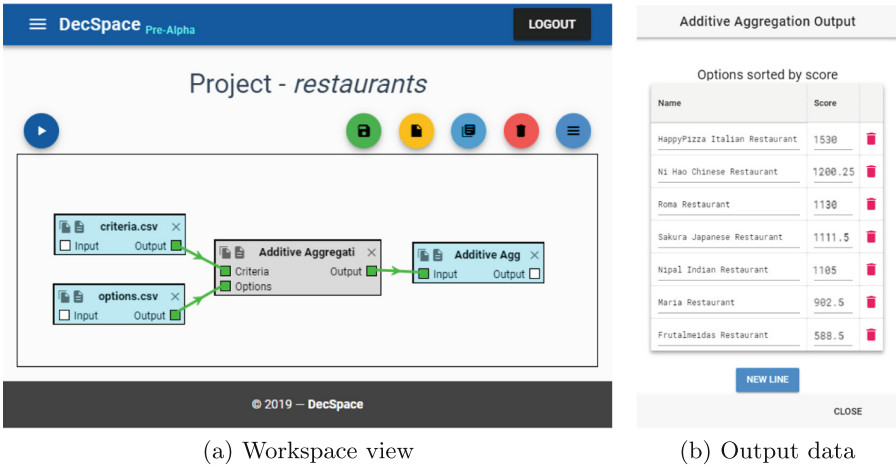 DecSpace Pre-Alpha
LOGOUT
Project - restaurants
criteria.csv
Input Output
options.csv
Input Output
Additive Aggregati
Criteria Output
Options
Additive Agg
Input Output
© 2019 — DecSpace
(a) Workspace view
Additive Aggregation Output
Options sorted by score
Name Score
HappyPizza Italian Restaurant 1530
Ni Hao Chinese Restaurant 1200.25
Roma Restaurant 1130
Sakura Japanese Restaurant 1111.5
Nipal Indian Restaurant 1105
Maria Restaurant 902.5
Frutalmeidas Restaurant 588.5
NEW LINE
CLOSE
(b) Output data